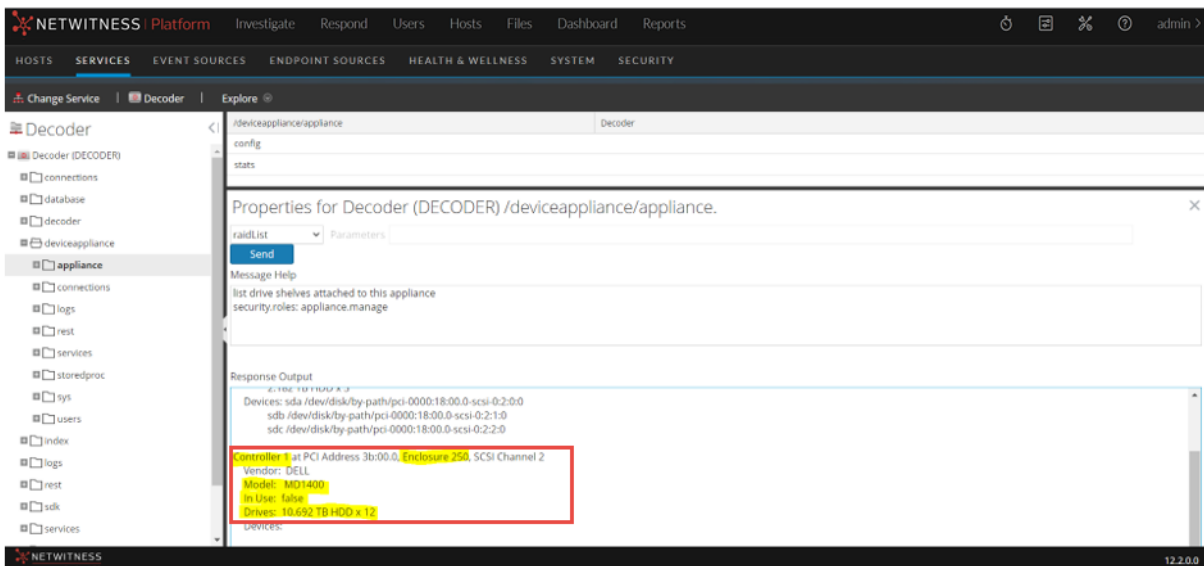 NETWITNESS | Platform Investigate Respond Users Hosts Files Dashboard Reports admin >
HOSTS SERVICES EVENT SOURCES ENDPOINT SOURCES HEALTH & WELLNESS SYSTEM SECURITY
Change Service | Decoder | Explore
Decoder
Decoder (DECODER)
connections
database
decoder
deviceappliance
appliance
connections
logs
rest
services
storedproc
sys
users
index
logs
rest
sdk
services
/deviceappliance/appliance Decoder
config
stats
Properties for Decoder (DECODER) /deviceappliance/appliance.
raidList Parameters
Send
Message Help
list drive shelves attached to this appliance
security.roles: appliance.manage
Response Output
2.182 TB HDD x 3
Devices: sda /dev/disk/by-path/pci-0000:18:00.0-scsi-0:2:0:0
sdb /dev/disk/by-path/pci-0000:18:00.0-scsi-0:2:1:0
sdc /dev/disk/by-path/pci-0000:18:00.0-scsi-0:2:2:0
Controller 1 at PCI Address 3b:00.0, Enclosure 250, SCSI Channel 2
Vendor: DELL
Model: MD1400
In Use: false
Drives: 10.692 TB HDD x 12
Devices:
NETWITNESS 12.2.0.0